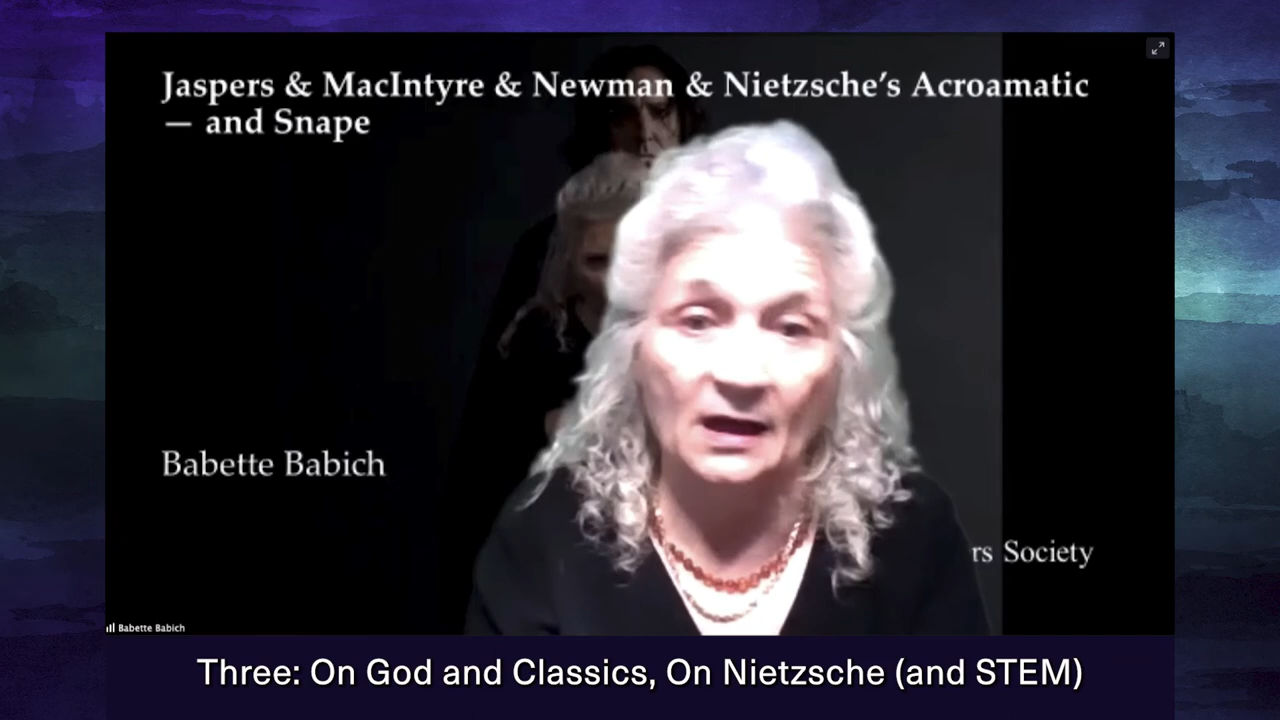 Jaspers & MacIntyre & Newman & Nietzsche's Acroamatic
— and Snape
Babette Babich
rs Society
Babette Babich
Three: On God and Classics, On Nietzsche (and STEM)